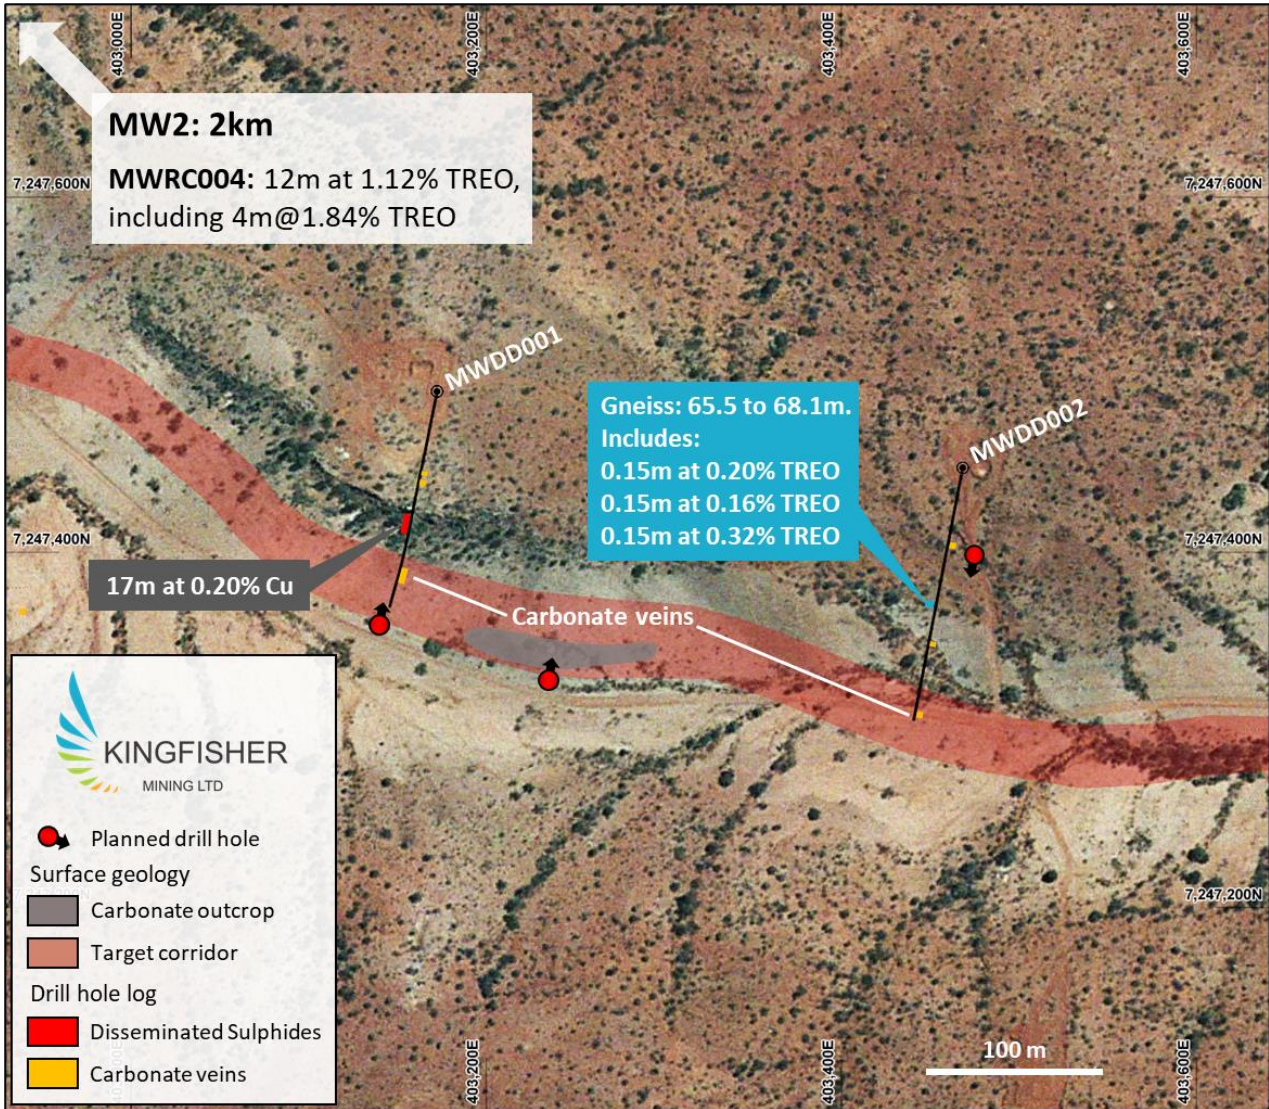 403,000E
403,200E
403,400E
403,600E
MW2: 2km
MWRC004: 12m at 1.12% TREO,
including 4m@1.84% TREO
7,247,600N
7,247,600N
MWDD001
Gneiss: 65.5 to 68.1m.
Includes:
0.15m at 0.20% TREO
0.15m at 0.16% TREO
0.15m at 0.32% TREO
MWDD002
7,247,400N
7,247,400N
17m at 0.20% Cu
Carbonate veins
KINGFISHER
MINING LTD
Planned drill hole
Surface geology
7,247,200N
7,247,200N
Carbonate outcrop
Target corridor
Drill hole log
Disseminated Sulphides
Carbonate veins
403,200E
403,400E
403,600E
100 m